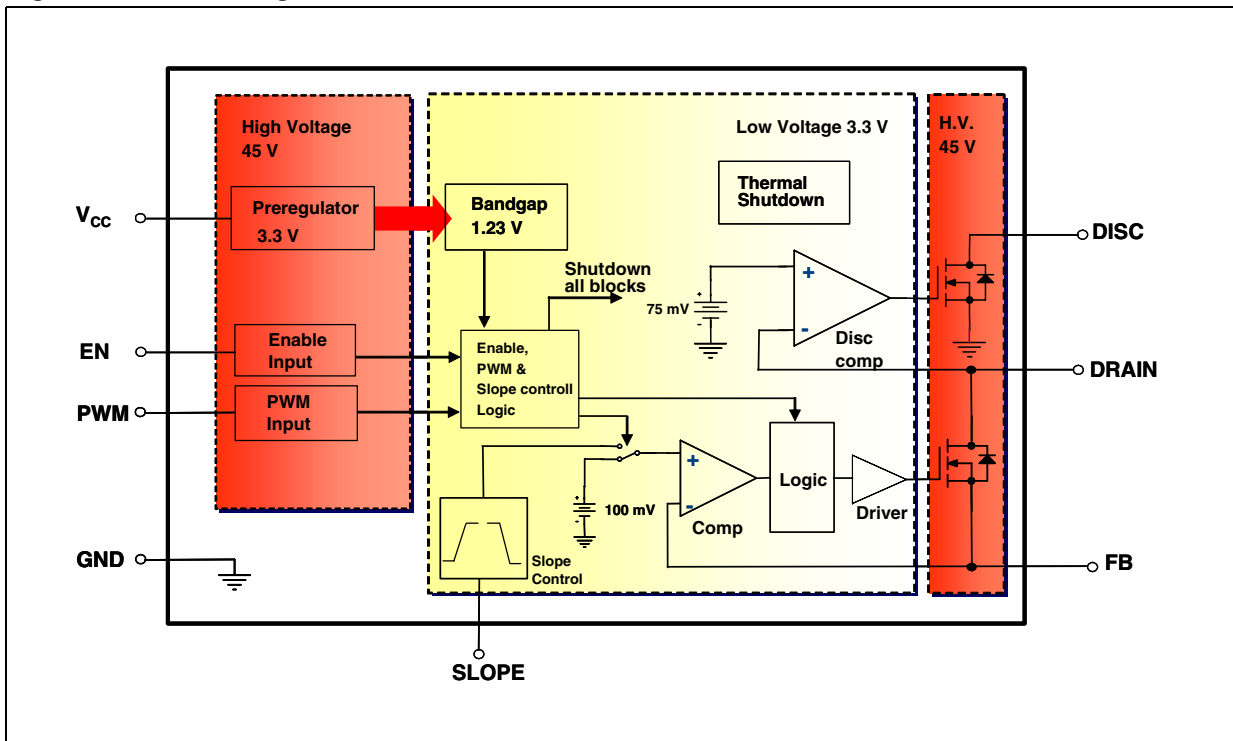 High Voltage
45 V
Low Voltage 3.3 V
H.V.
45 V
Thermal
Shutdown
VCC
Preregulator
3.3 V
Bandgap
1.23 V
DISC
Shutdown
all blocks
+
75 mV
-
+
-
Disc
comp
EN
Enable
Input
Enable,
PWM &
Slope controll
Logic
DRAIN
PWM
PWM
Input
+
100 mV
-
+
-
Comp
Logic
Driver
GND
Slope
Control
FB
SLOPE